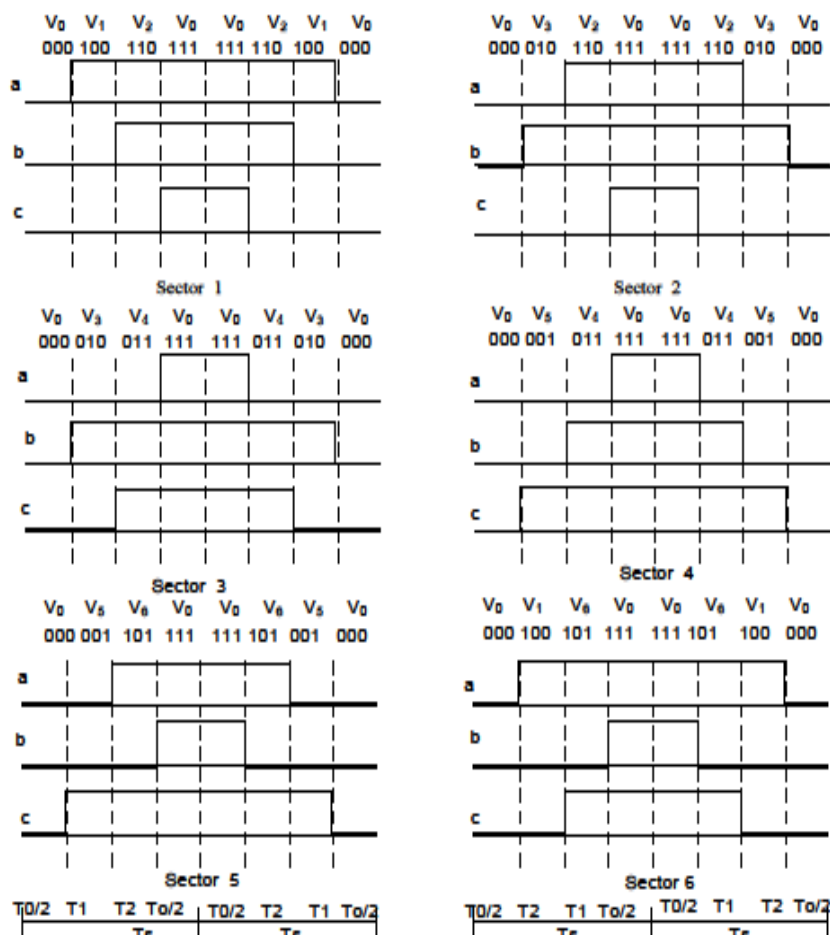 V₀ V₁ V₂ V₀ V₀ V₂ V₁ V₀
000 100 110 111 111 110 100 000
a
b
c
Sector 1
V₀ V₃ V₂ V₀ V₀ V₂ V₃ V₀
000 010 110 111 111 110 010 000
a
b
c
Sector 2
V₀ V₃ V₄ V₀ V₀ V₄ V₃ V₀
000 010 011 111 111 011 010 000
a
b
c
Sector 3
V₀ V₅ V₄ V₀ V₀ V₄ V₅ V₀
000 001 011 111 111 011 001 000
a
b
c
Sector 4
V₀ V₅ V₆ V₀ V₀ V₆ V₅ V₀
000 001 101 111 111 101 001 000
a
b
c
Sector 5
V₀ V₁ V₆ V₀ V₀ V₆ V₁ V₀
000 100 101 111 111 101 100 000
a
b
c
Sector 6
T0/2 T1 T2 To/2 T0/2 T2 T1 To/2
T0/2 T2 T1 To/2 T0/2 T1 T2 To/2